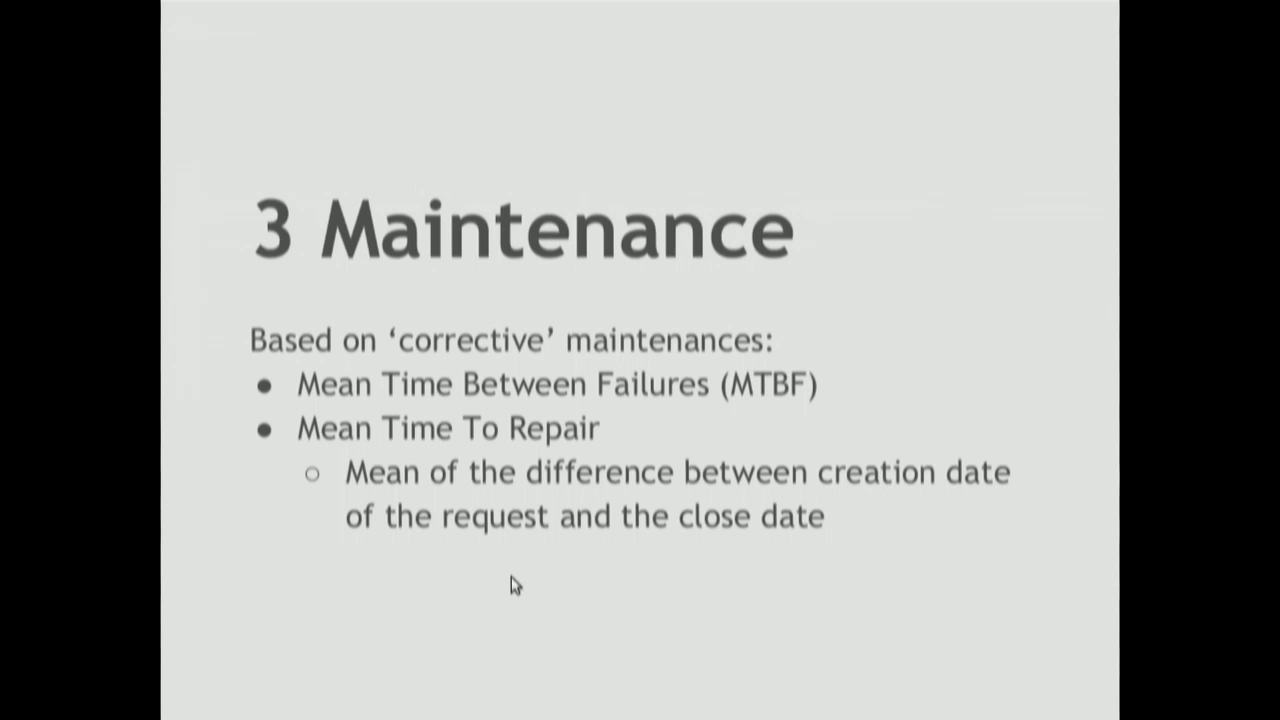 3 Maintenance
Based on ‘corrective’ maintenances:
● Mean Time Between Failures (MTBF)
● Mean Time To Repair
○ Mean of the difference between creation date
of the request and the close date